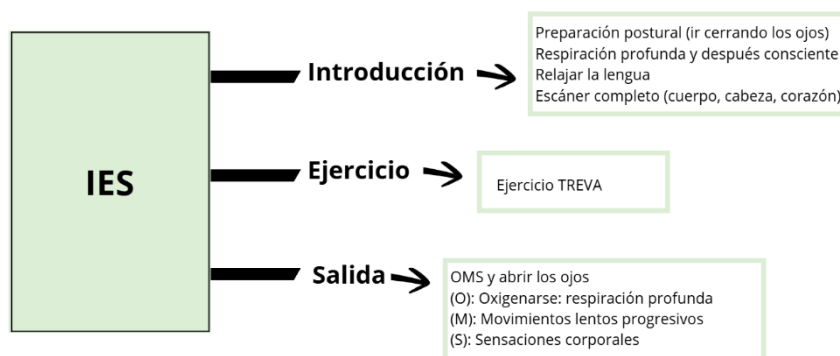 IES
Introducción
Preparación postural (ir cerrando los ojos)
Respiración profunda y después consciente
Relajar la lengua
Escáner completo (cuerpo, cabeza, corazón)
Ejercicio
Ejercicio TREVA
Salida
OMS y abrir los ojos
(O): Oxigenarse: respiración profunda
(M): Movimientos lentos progresivos
(S): Sensaciones corporales